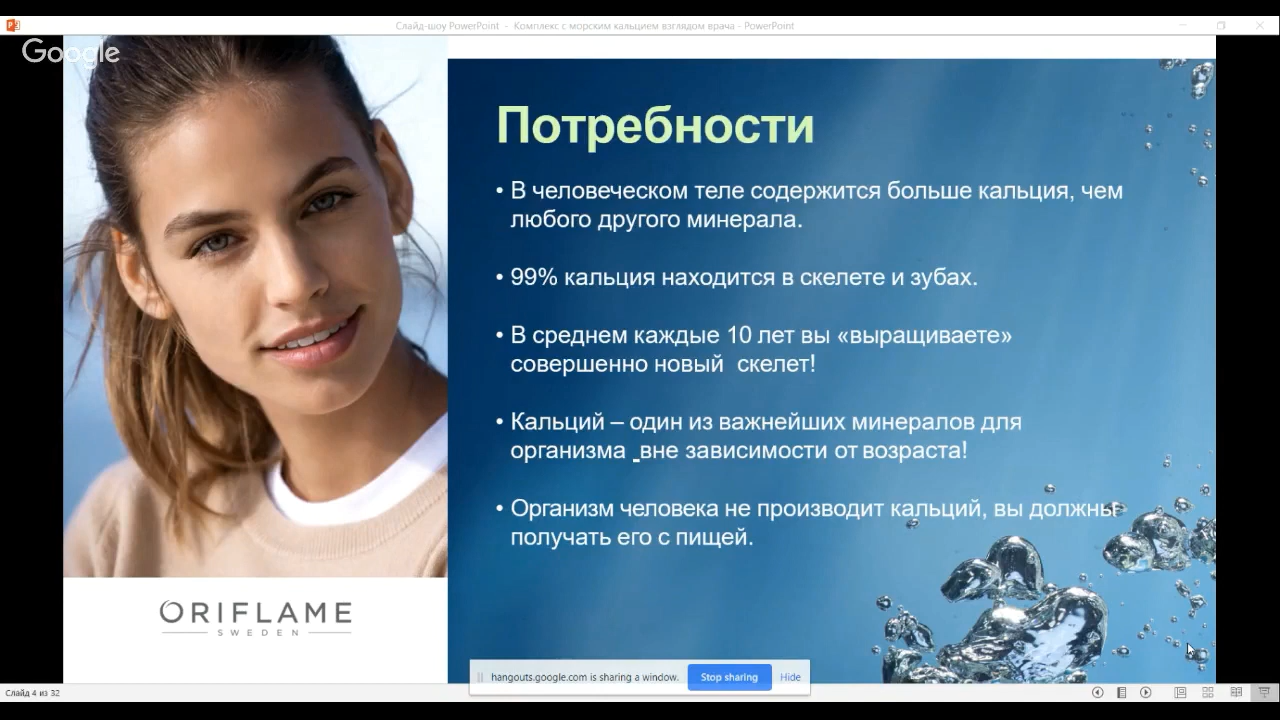 Слайд-шоу PowerPoint - Комплекс с морским кальцием взглядом врача - PowerPoint
Google
Потребности
• В человеческом теле содержится больше кальция, чем
любого другого минерала.
• 99% кальция находится в скелете и зубах.
• В среднем каждые 10 лет вы «выращиваете»
совершенно новый скелет!
• Кальций – один из важнейших минералов для
организма _вне зависимости от возраста!
• Организм человека не производит кальций, вы должны
получать его с пищей.
ORIFLAME
SWEDEN
hangouts.google.com is sharing a window. Stop sharing Hide
Слайд 4 из 32